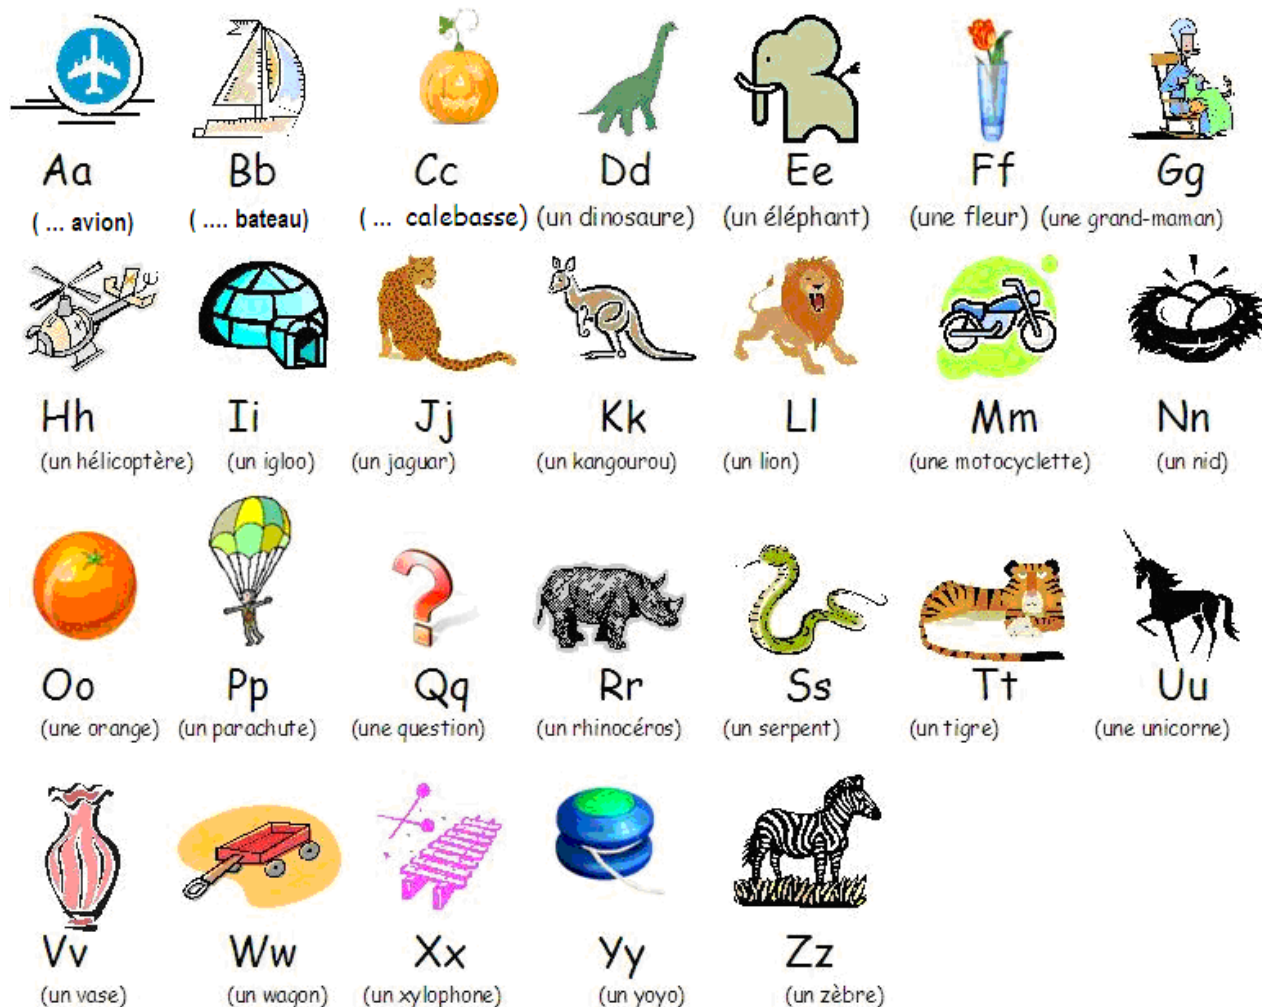 Aa Bb Cc Dd Ee Ff Gg
( ... avion) ( .... bateau) ( ... calebasse) (un dinosaure) (un éléphant) (une fleur) (une grand-maman)
Hh Ii Jj Kk Ll Mm Nn
(un hélicoptère) (un igloo) (un jaguar) (un kangourou) (un lion) (une motocyclette) (un nid)
Oo Pp Qq Rr Ss Tt Uu
(une orange) (un parachute) (une question) (un rhinocéros) (un serpent) (un tigre) (une unicorne)
Vv Ww Xx Yy Zz
(un vase) (un wagon) (un xylophone) (un yoyo) (un zèbre)